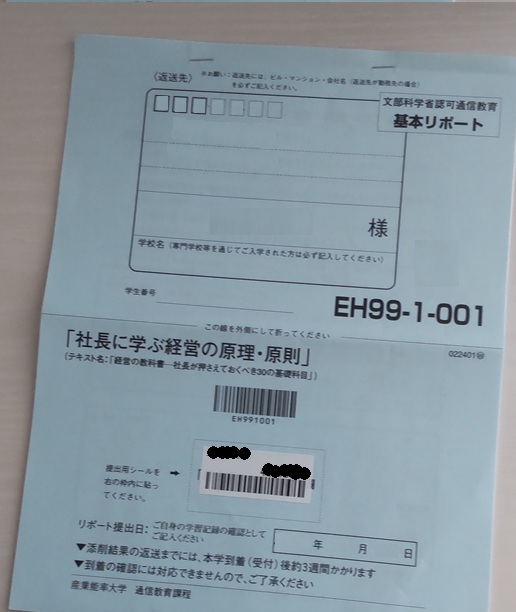 (返送先)
※お願い:返送先には、ビル・マンション・会社名(返送先が勤務先の場合)
を必ずご記入ください。
文部科学省認可通信教育
基本リポート
様
学校名(専門学校等を通じてご入学された方は必ず記入してください)
学生番号
EH99-1-001
この線を外側にして折ってください
「社長に学ぶ経営の原理・原則」
022401㊞
(テキスト名:「経営の教科書─社長が押さえておくべき30の基礎科目」)
EH991001
提出用シールを
右の枠内に貼っ
てください。
リポート提出日:
ご自身の学習記録の確認として
ご記入ください
年 月 日
▼添削結果の返送までには、本学到着(受付)後約3週間かかります
▼到着の確認には対応できませんので、ご了承ください
産業能率大学 通信教育課程